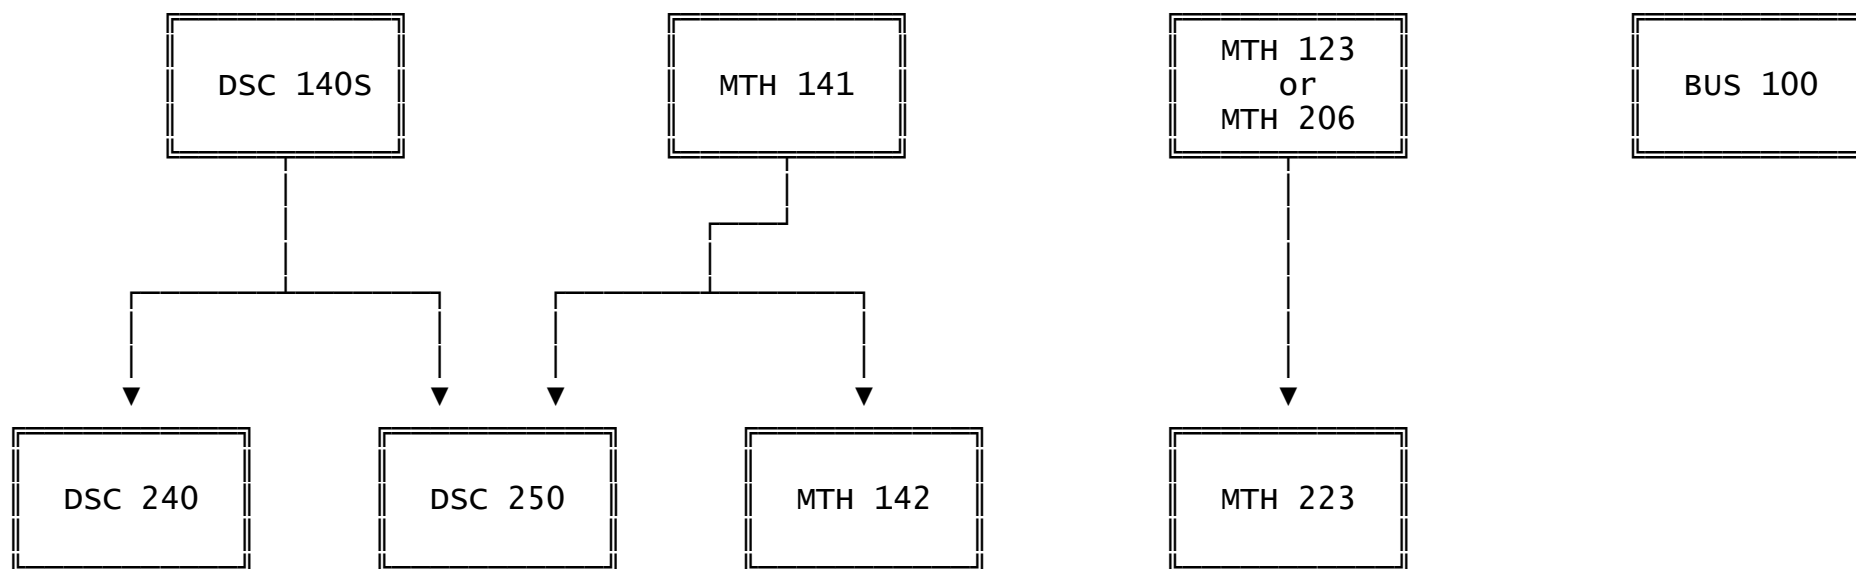 DSC 140S
MTH 141
MTH 123
or
MTH 206
BUS 100
DSC 240
DSC 250
MTH 142
MTH 223